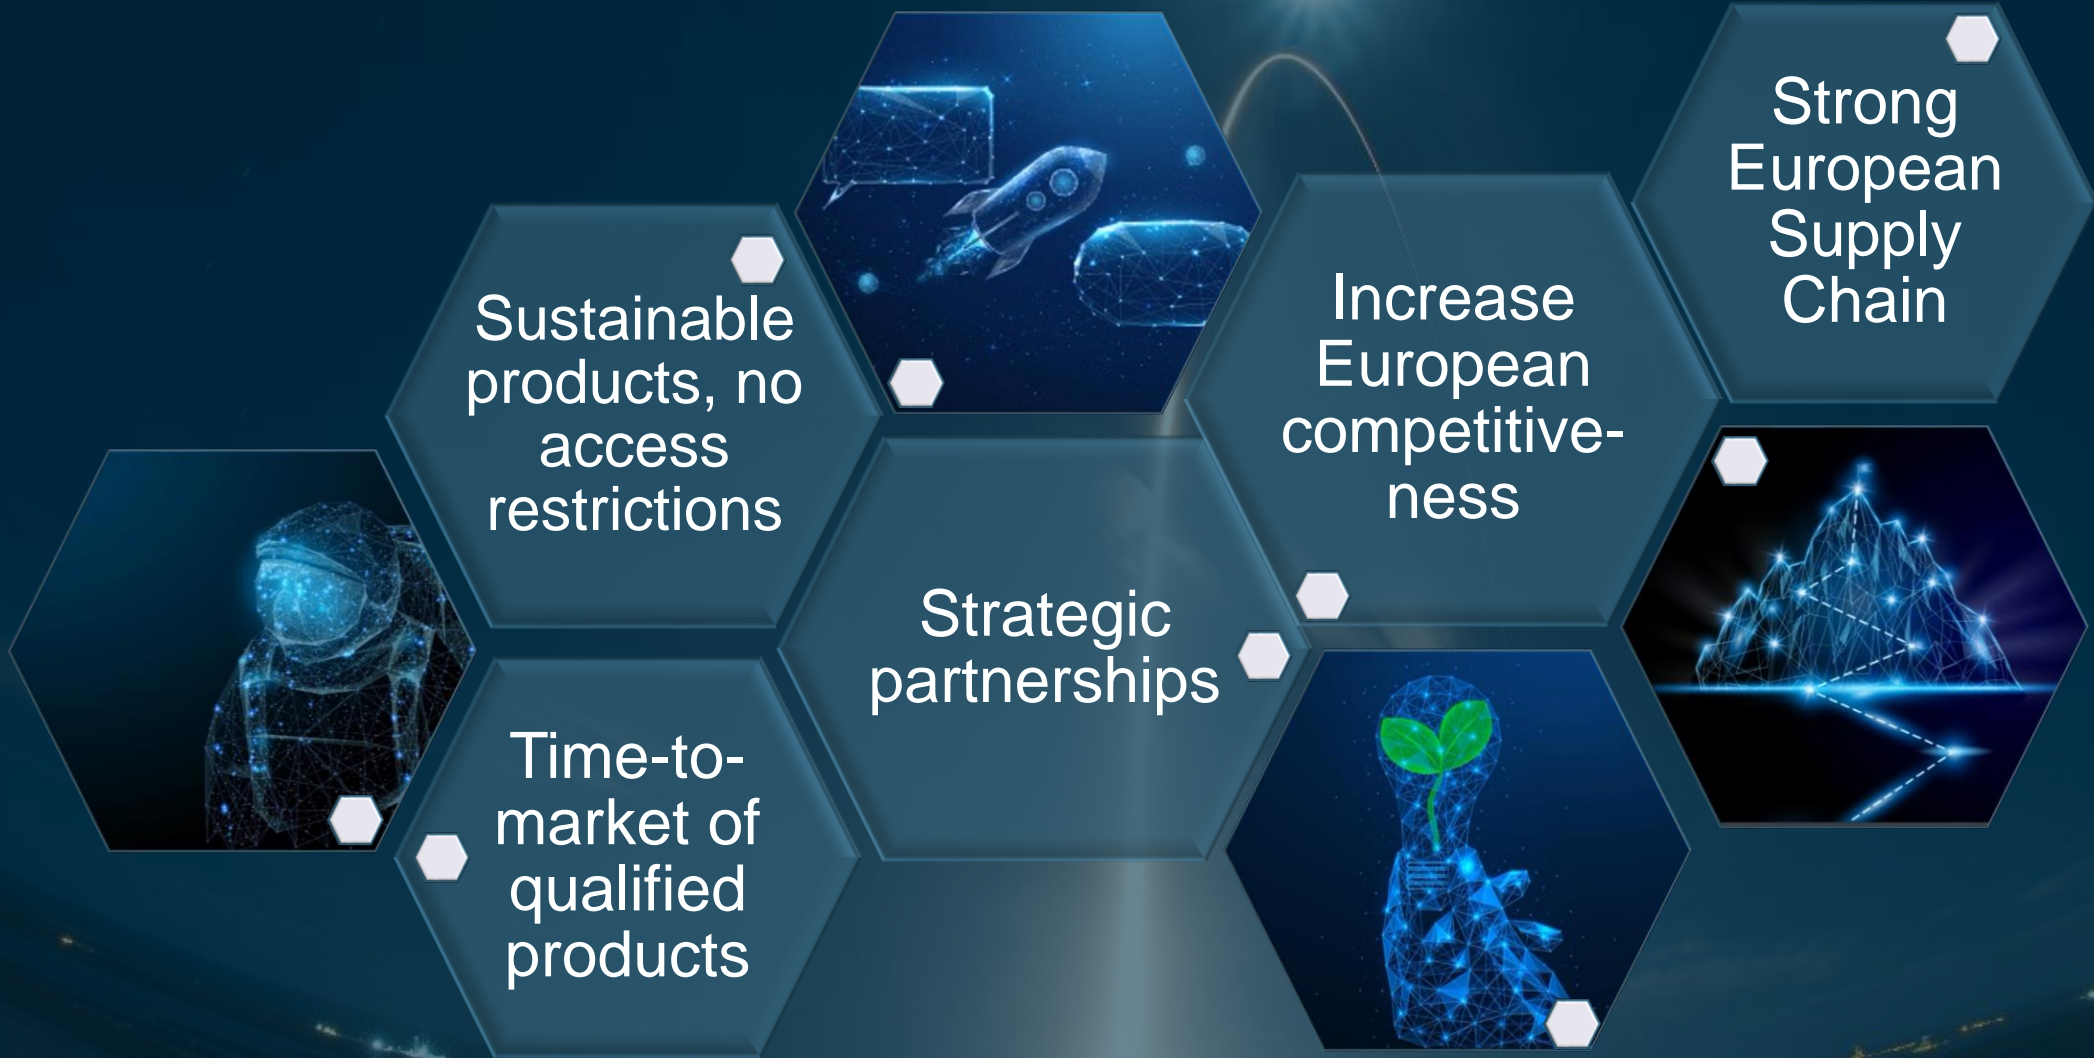 Sustainable
products, no
access
restrictions
Time-to-
market of
qualified
products
Strategic
partnerships
Increase
European
competitive-
ness
Strong
European
Supply
Chain